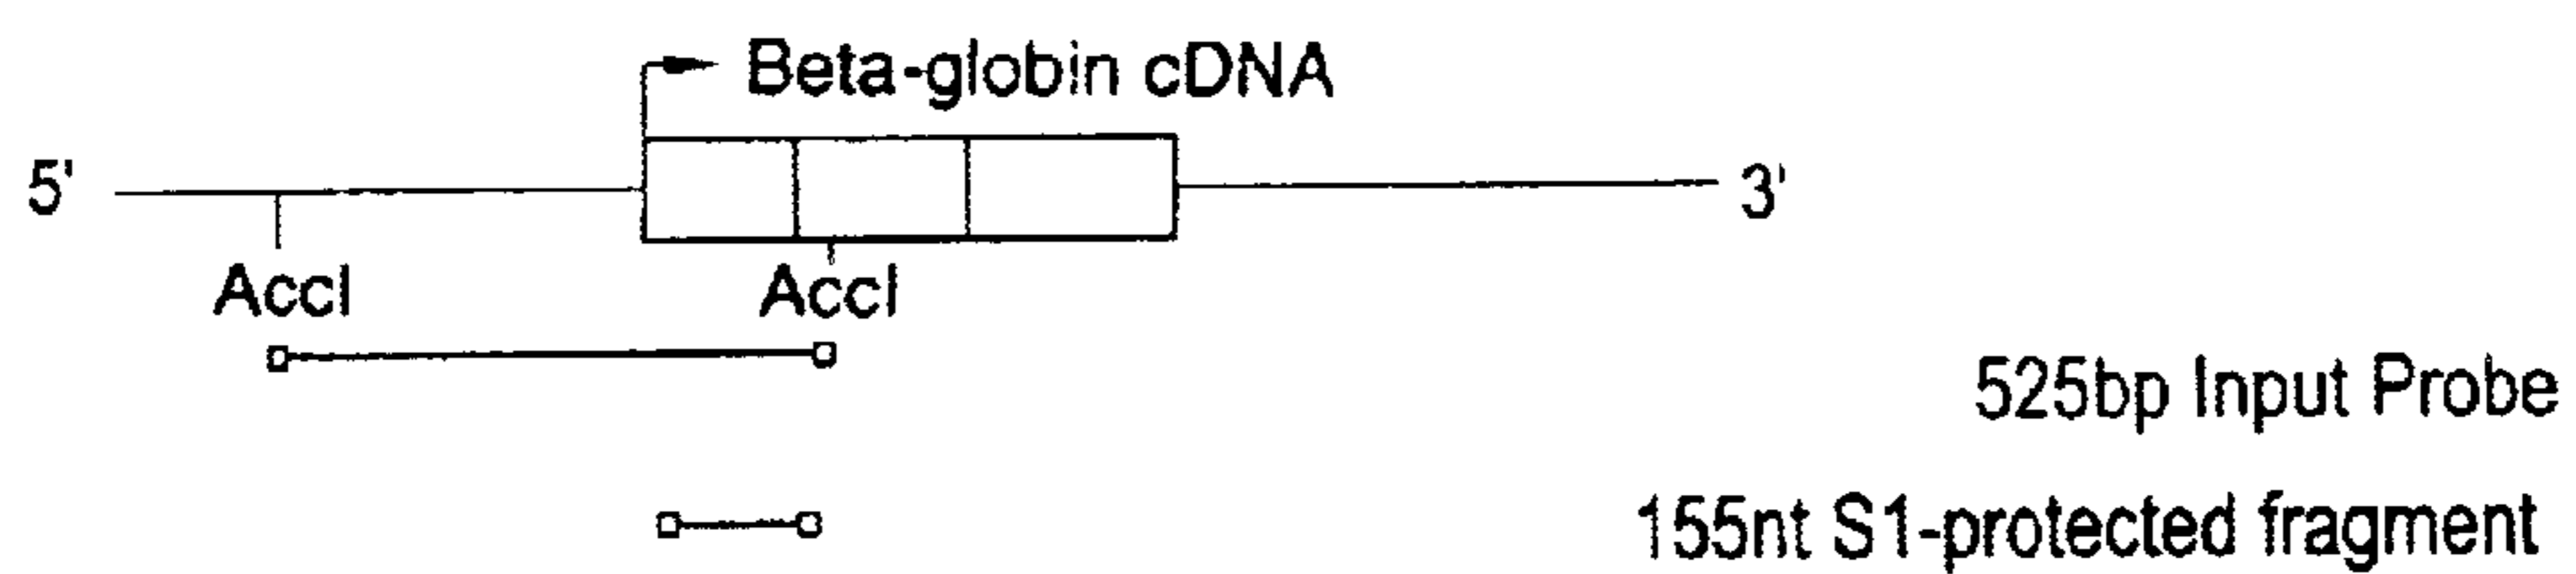 Beta-globin cDNA
5' 3'
AccI AccI
525bp Input Probe
155nt S1-protected fragment